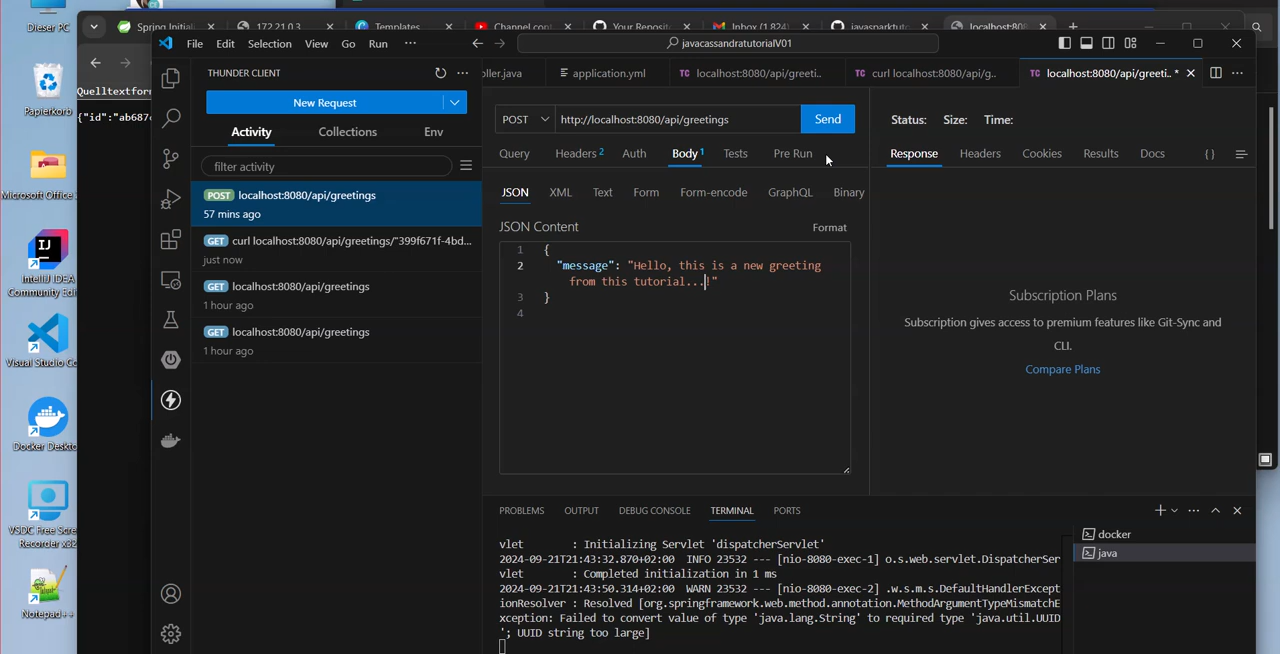 Dieser PC
Spring Initial
172.21.0.3
Templates
Channel cont
Your Reposit
Inbox (1.824)
javasparktuto
localhost:808
File Edit Selection View Go Run ···
javacassandratutorialV01
Papierkorb
Microsoft Office
IntelliJ IDEA
Community Edi
Visual Studio Co
Docker Deskto
VSDC Free Scre
Recorder x32
Notepad++
Quelltextform
{"id":"ab687c
THUNDER CLIENT
New Request
Activity
Collections
Env
filter activity
POST localhost:8080/api/greetings
57 mins ago
GET curl localhost:8080/api/greetings/"399f671f-4bd...
just now
GET localhost:8080/api/greetings
1 hour ago
GET localhost:8080/api/greetings
1 hour ago
oller.java
application.yml
TC localhost:8080/api/greeti..
TC curl localhost:8080/api/g..
TC localhost:8080/api/greeti.. *
POST
http://localhost:8080/api/greetings
Send
Query
Headers 2
Auth
Body 1
Tests
Pre Run
JSON
XML
Text
Form
Form-encode
GraphQL
Binary
JSON Content
Format
1 {
2 "message": "Hello, this is a new greeting
from this tutorial...!"
3 }
4
Status: Size: Time:
Response
Headers
Cookies
Results
Docs
{ }
Subscription Plans
Subscription gives access to premium features like Git-Sync and
CLI.
Compare Plans
PROBLEMS
OUTPUT
DEBUG CONSOLE
TERMINAL
PORTS
vlet : Initializing Servlet 'dispatcherServlet'
2024-09-21T21:43:32.870+02:00 INFO 23532 --- [nio-8080-exec-1] o.s.web.servlet.DispatcherSer
vlet : Completed initialization in 1 ms
2024-09-21T21:43:50.314+02:00 WARN 23532 --- [nio-8080-exec-2] .w.s.m.s.DefaultHandlerExcept
ionResolver : Resolved [org.springframework.web.method.annotation.MethodArgumentTypeMismatchE
xception: Failed to convert value of type 'java.lang.String' to required type 'java.util.UUID
'; UUID string too large]
docker
java